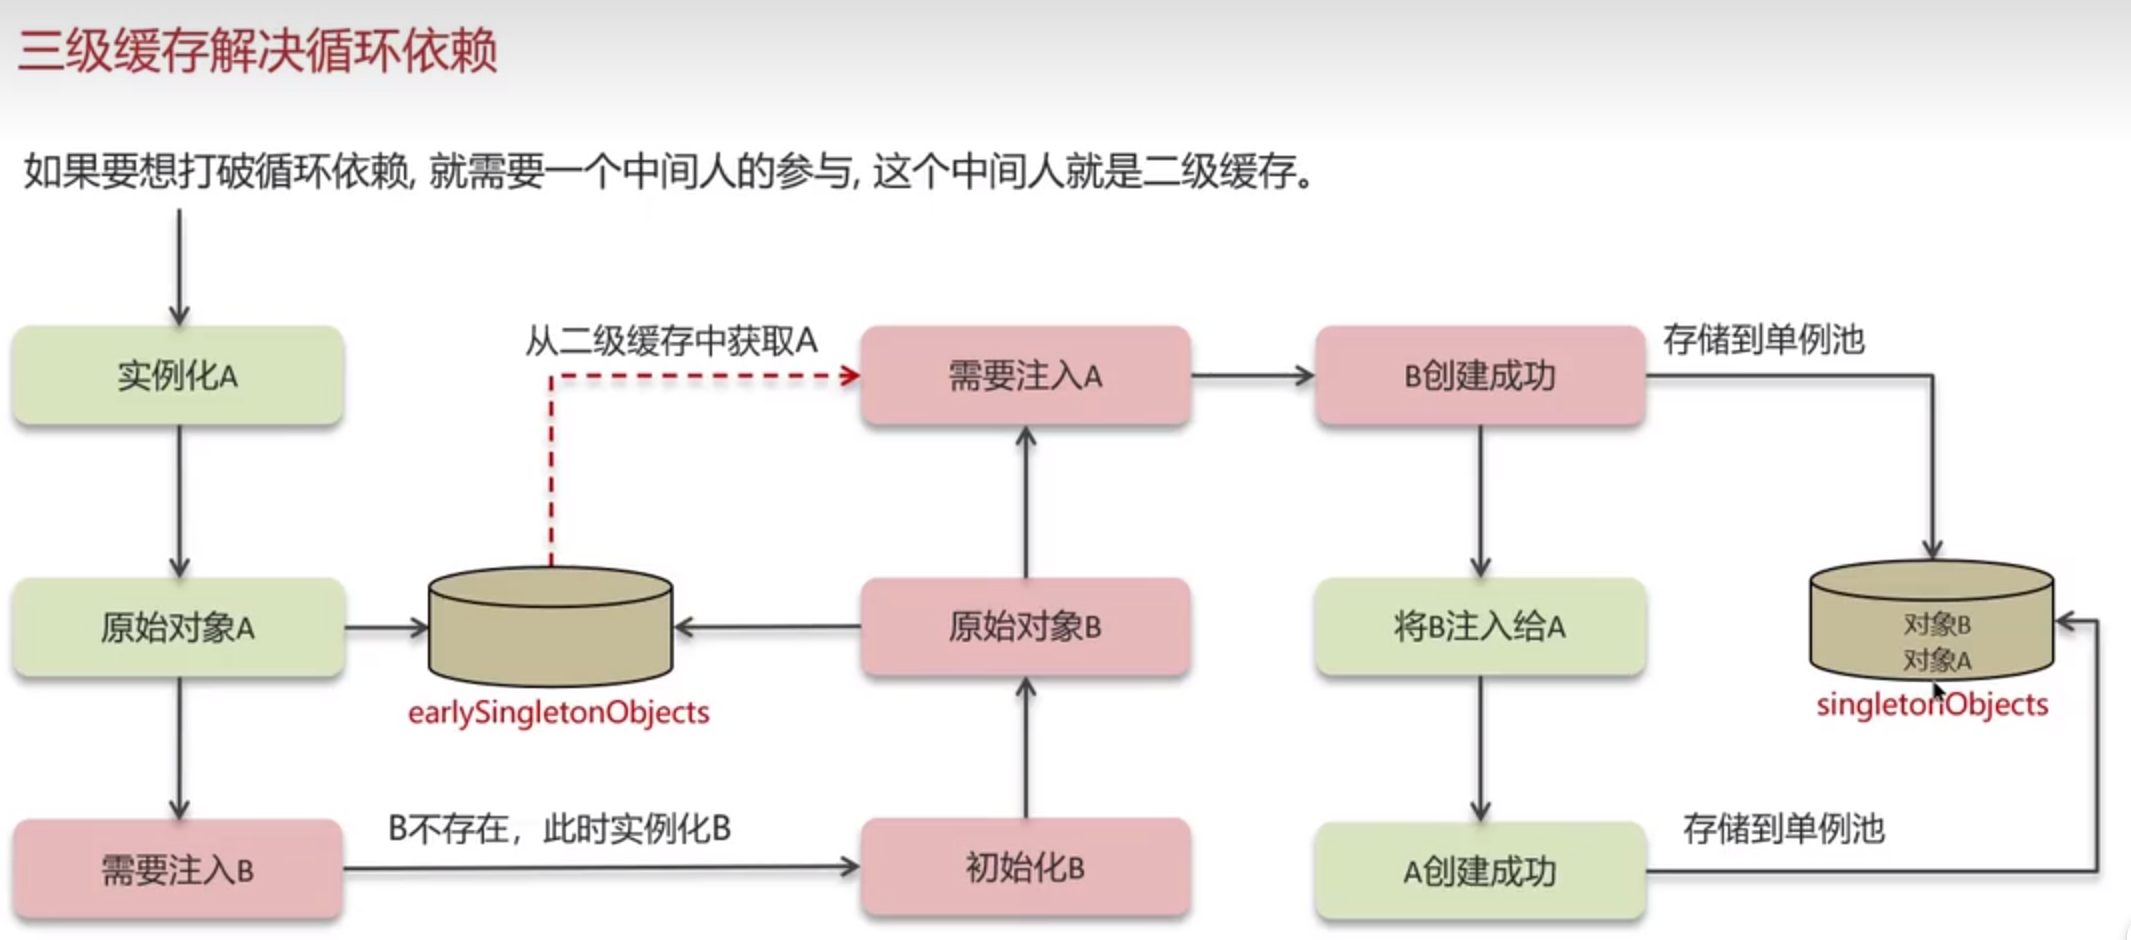 三级缓存解决循环依赖
如果要想打破循环依赖, 就需要一个中间人的参与, 这个中间人就是二级缓存。
实例化A
从二级缓存中获取A
需要注入A
B创建成功
存储到单例池
原始对象A
earlySingletonObjects
原始对象B
将B注入给A
对象B
对象A
singletonObjects
需要注入B
B不存在，此时实例化B
初始化B
A创建成功
存储到单例池